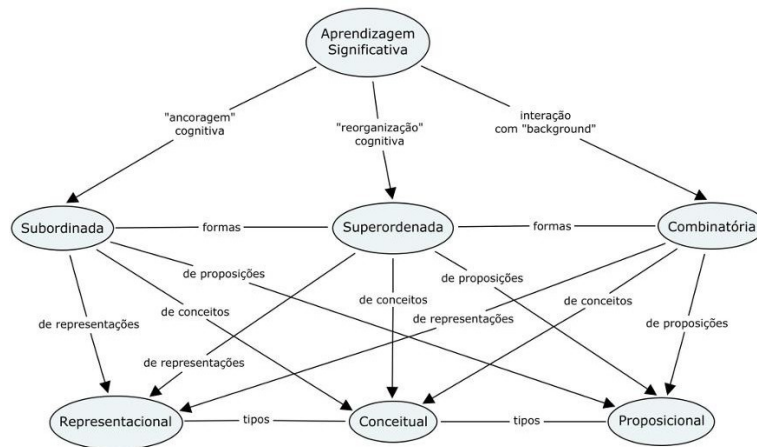 Aprendizagem
Significativa
"ancoragem"
cognitiva
"reorganização"
cognitiva
interação
com "background"
Subordinada
formas
Superordenada
formas
Combinatória
de proposições
de proposições
de conceitos
de conceitos
de conceitos
de representações
de representações
de proposições
de representações
Representacional
tipos
Conceitual
tipos
Proposicional